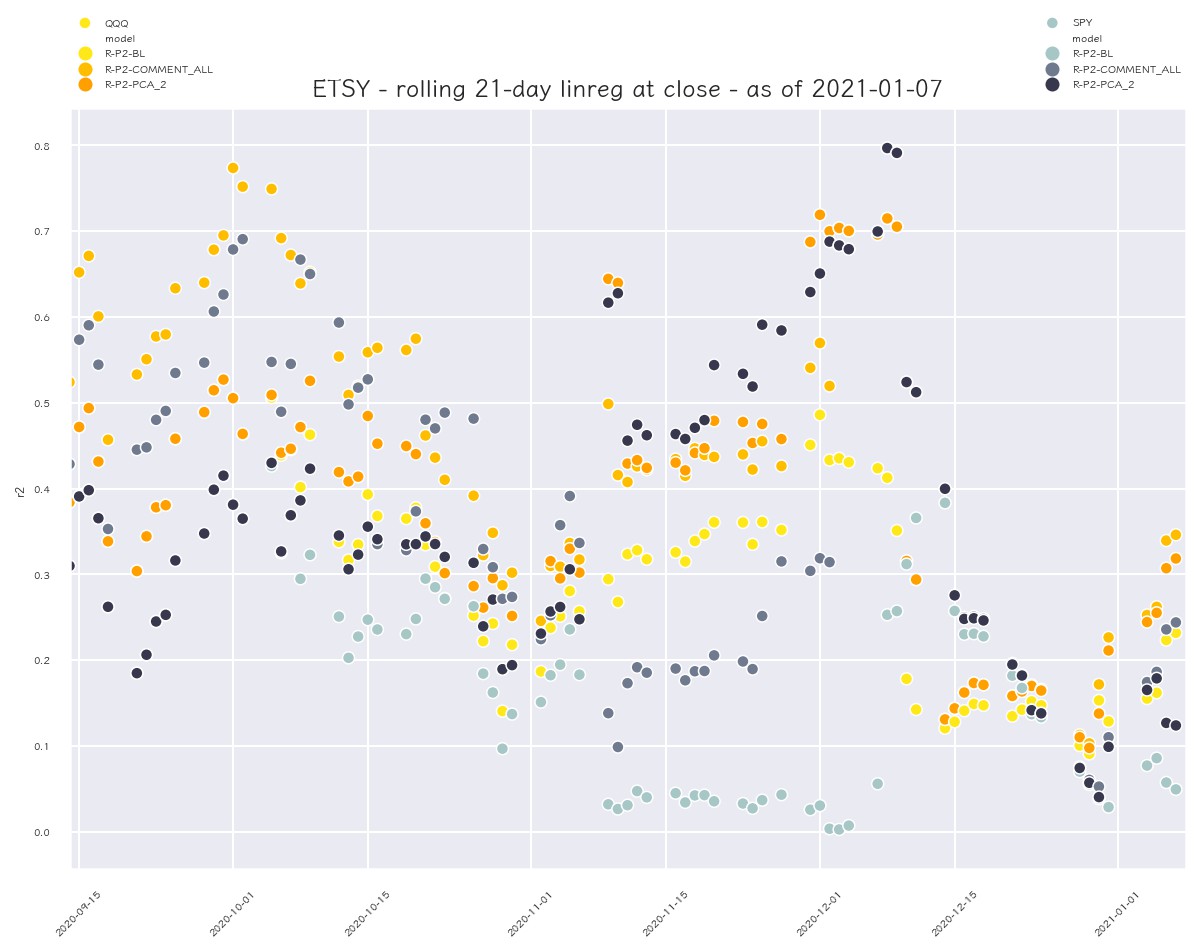 QQQ
model
R-P2-BL
R-P2-COMMENT_ALL
R-P2-PCA_2
SPY
model
R-P2-BL
R-P2-COMMENT_ALL
R-P2-PCA_2
ETSY - rolling 21-day linreg at close - as of 2021-01-07
0.8
0.7
0.6
0.5
0.4
0.3
0.2
0.1
0.0
r2
2020-09-15
2020-10-01
2020-10-15
2020-11-01
2020-11-15
2020-12-01
2020-12-15
2021-01-01